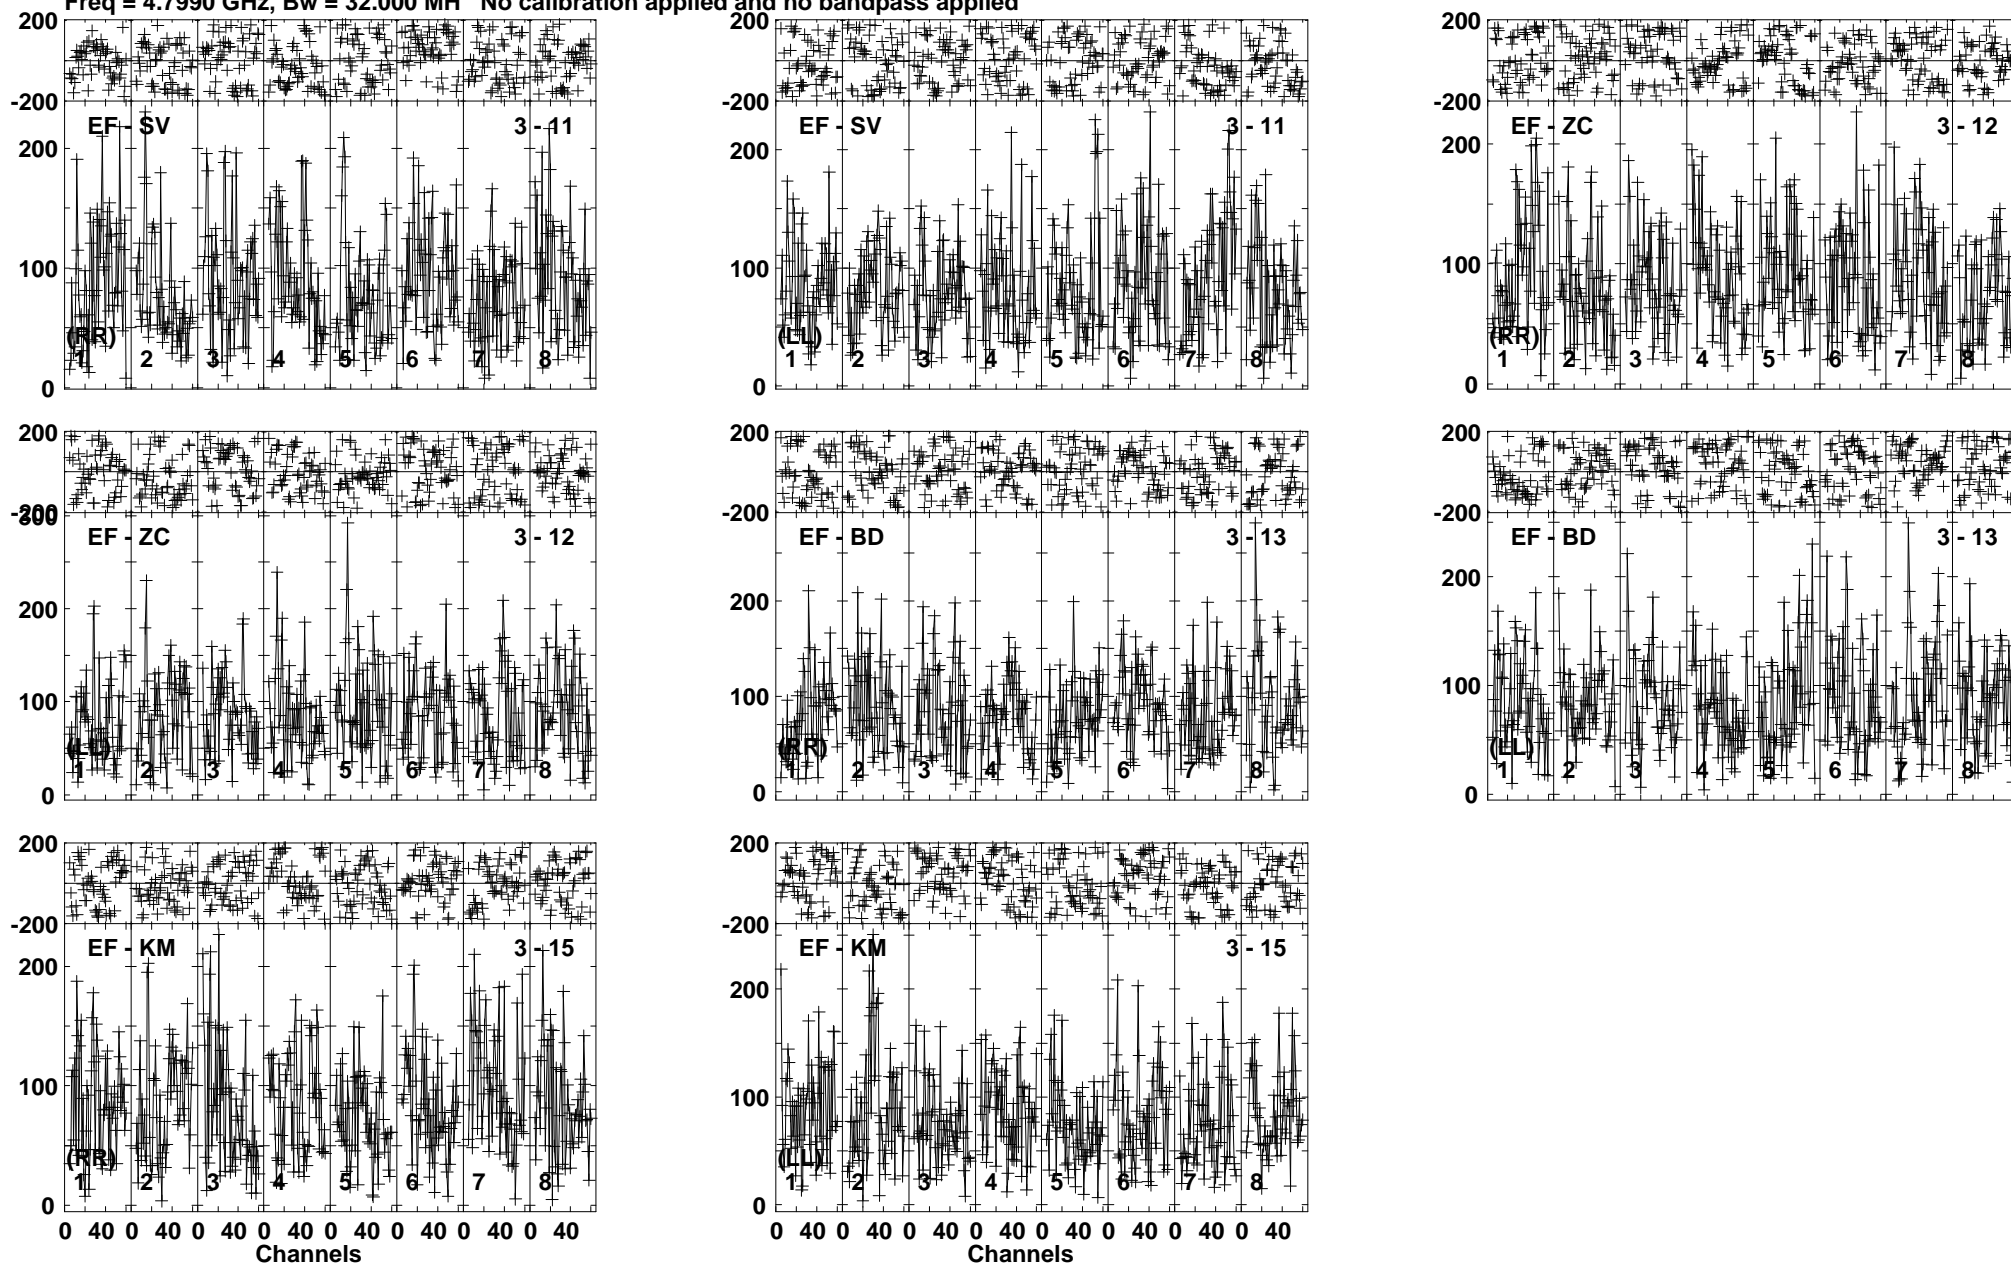 Freq = 4.7990 GHz, Bw = 32.000 MH No calibration applied and no bandpass applied
200 200 200
-200 -200 -200
EF - SV 3 - 11 EF - SV 3 - 11 EF - ZC 3 - 12
200 200 200
100 100 100
(RR) (LL) (RR)
1 2 3 4 5 6 7 8 1 2 3 4 5 6 7 8 1 2 3 4 5 6 7 8
0 0 0
200 200 200
-200 -200 -200
300
EF - ZC 3 - 12 EF - BD 3 - 13 EF - BD 3 - 13
200 200 200
100 100 100
(LL) (RR) (LL)
1 2 3 4 5 6 7 8 1 2 3 4 5 6 7 8 1 2 3 4 5 6 7 8
0 0 0
200 200
-200 -200
EF - KM 3 - 15 EF - KM 3 - 15
200 200
100 100
(RR) (LL)
1 2 3 4 5 6 7 8 1 2 3 4 5 6 7 8
0 0
0 40 0 40 0 40 0 40 0 40 0 40 0 40 0 40 0 40 0 40 0 40 0 40 0 40 0 40 0 40 0 40
Channels Channels